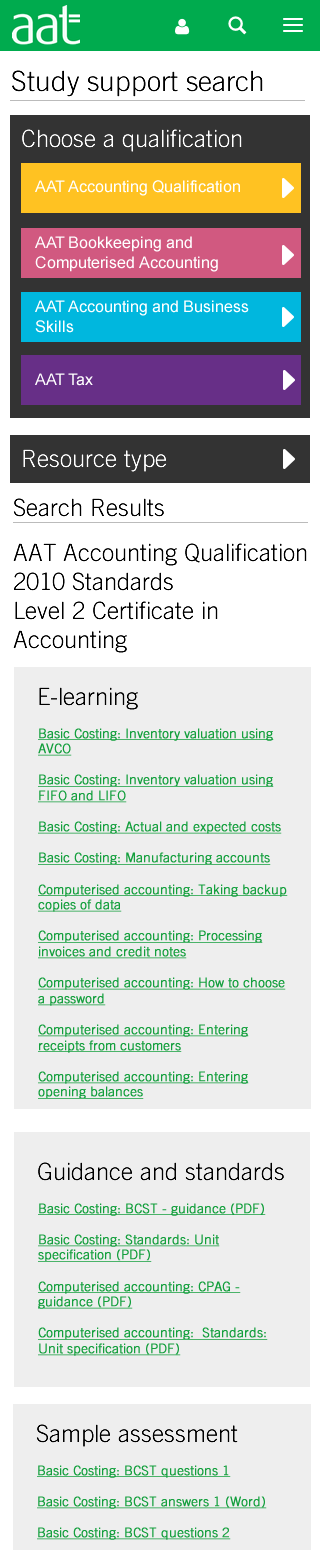 aat
Study support search
Choose a qualification
AAT Accounting Qualification
AAT Bookkeeping and
Computerised Accounting
AAT Accounting and Business
Skills
AAT Tax
Resource type
Search Results
AAT Accounting Qualification
2010 Standards
Level 2 Certificate in
Accounting
E-learning
Basic Costing: Inventory valuation using
AVCO
Basic Costing: Inventory valuation using
FIFO and LIFO
Basic Costing: Actual and expected costs
Basic Costing: Manufacturing accounts
Computerised accounting: Taking backup
copies of data
Computerised accounting: Processing
invoices and credit notes
Computerised accounting: How to choose
a password
Computerised accounting: Entering
receipts from customers
Computerised accounting: Entering
opening balances
Guidance and standards
Basic Costing: BCST - guidance (PDF)
Basic Costing: Standards: Unit
specification (PDF)
Computerised accounting: CPAG -
guidance (PDF)
Computerised accounting:  Standards:
Unit specification (PDF)
Sample assessment
Basic Costing: BCST questions 1
Basic Costing: BCST answers 1 (Word)
Basic Costing: BCST questions 2